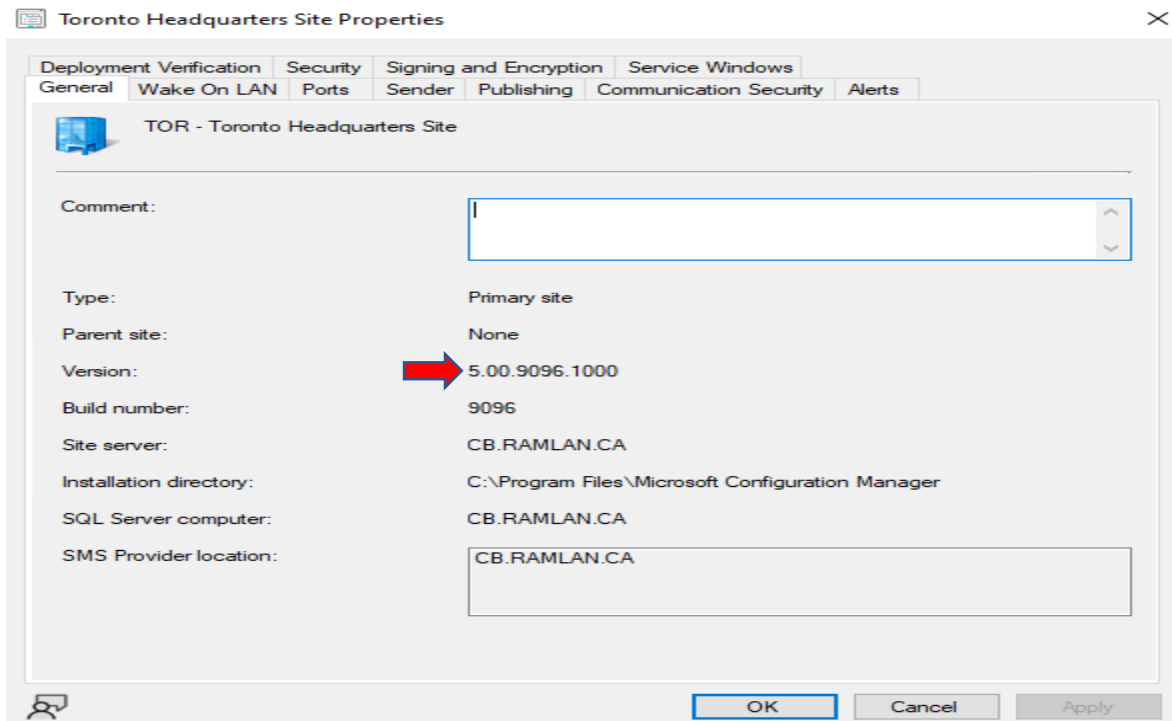 Toronto Headquarters Site Properties
Deployment Verification Security Signing and Encryption Service Windows
General Wake On LAN Ports Sender Publishing Communication Security Alerts
TOR - Toronto Headquarters Site
Comment:
Type: Primary site
Parent site: None
Version: 5.00.9096.1000
Build number: 9096
Site server: CB.RAMLAN.CA
Installation directory: C:\Program Files\Microsoft Configuration Manager
SQL Server computer: CB.RAMLAN.CA
SMS Provider location: CB.RAMLAN.CA
OK Cancel Apply